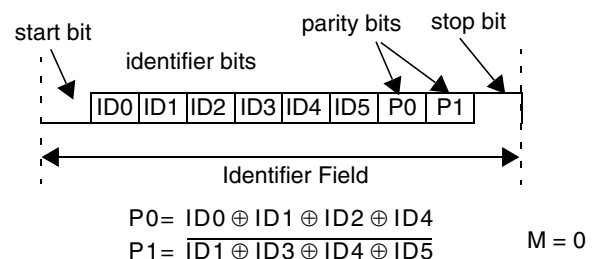 start bit
parity bits
stop bit
identifier bits
ID0 ID1 ID2 ID3 ID4 ID5 P0 P1
Identifier Field
P0= ID0 ⊕ ID1 ⊕ ID2 ⊕ ID4
P1= \overline{ID1 ⊕ ID3 ⊕ ID4 ⊕ ID5}
M = 0